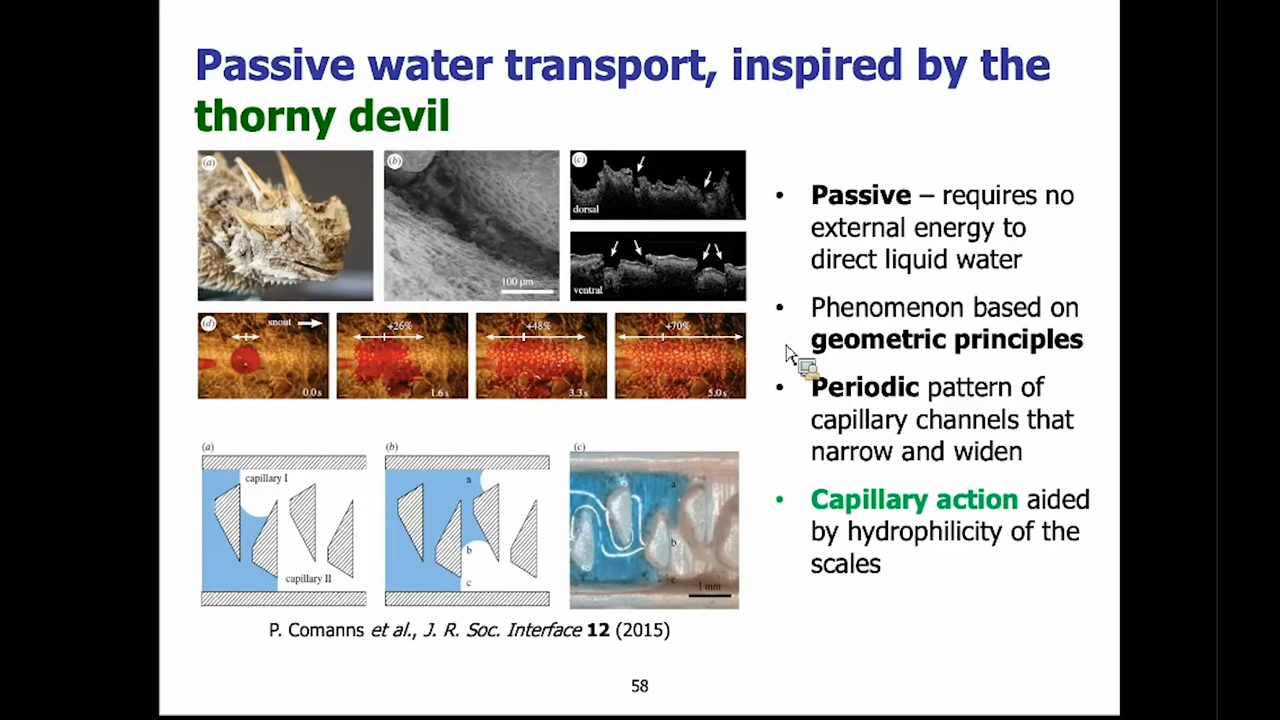 Passive water transport, inspired by the
thorny devil
(a)
(b)
100 µm
(c)
dorsal
ventral
(d)
snout
0.0 s
+26%
1.6 s
+48%
3.3 s
+70%
5.0 s
(a)
capillary I
capillary II
(b)
a
b
c
(c)
a
b
c
1 mm
P. Comanns et al., J. R. Soc. Interface 12 (2015)
• Passive – requires no
external energy to
direct liquid water
• Phenomenon based on
geometric principles
• Periodic pattern of
capillary channels that
narrow and widen
• Capillary action aided
by hydrophilicity of the
scales
58